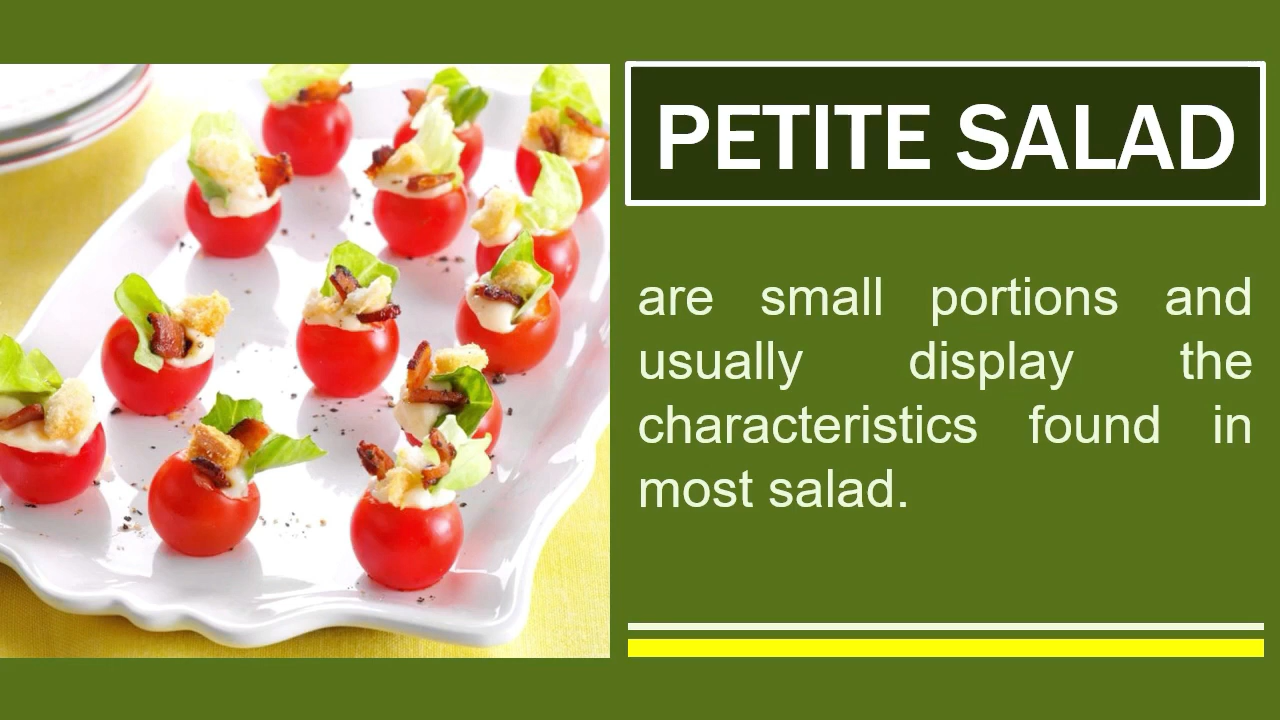 PETITE SALAD
are small portions and
usually display the
characteristics found in
most salad.